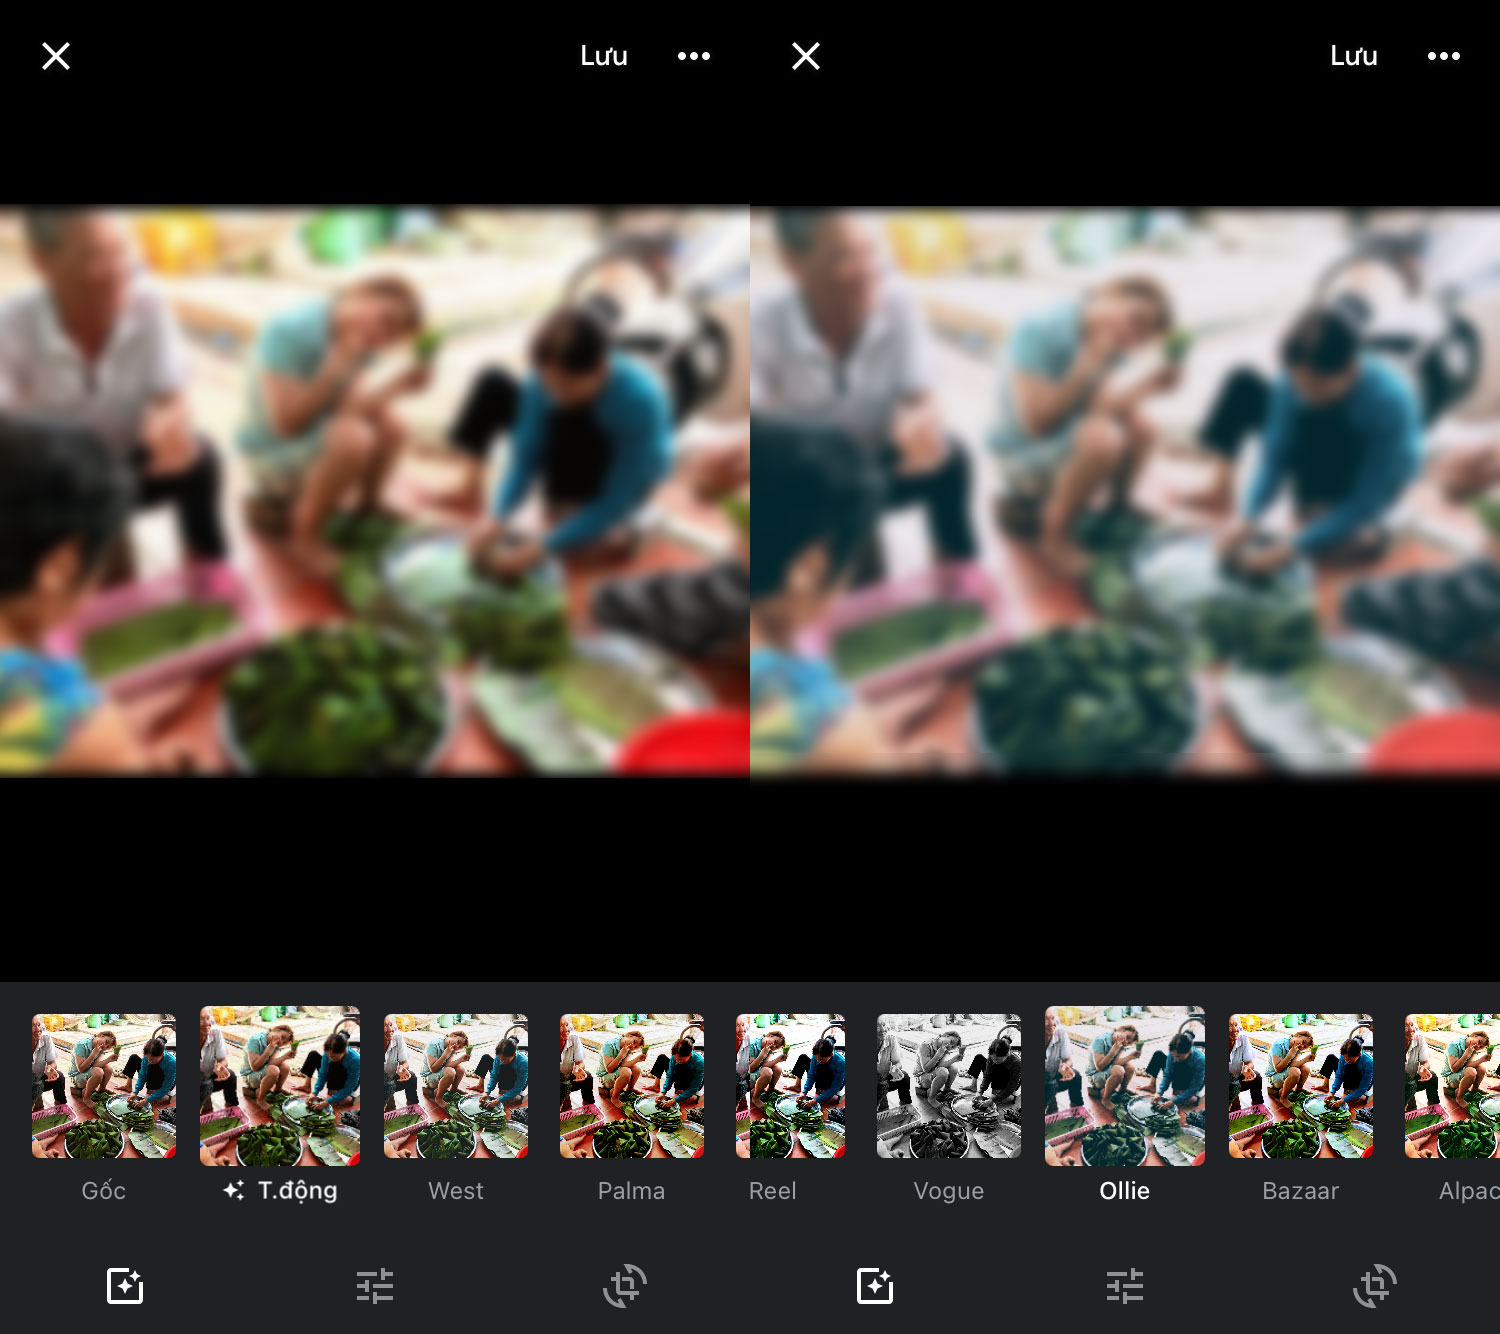 Lưu
Lưu
Gốc
T.động
West
Palma
Reel
Vogue
Ollie
Bazaar
Alpac